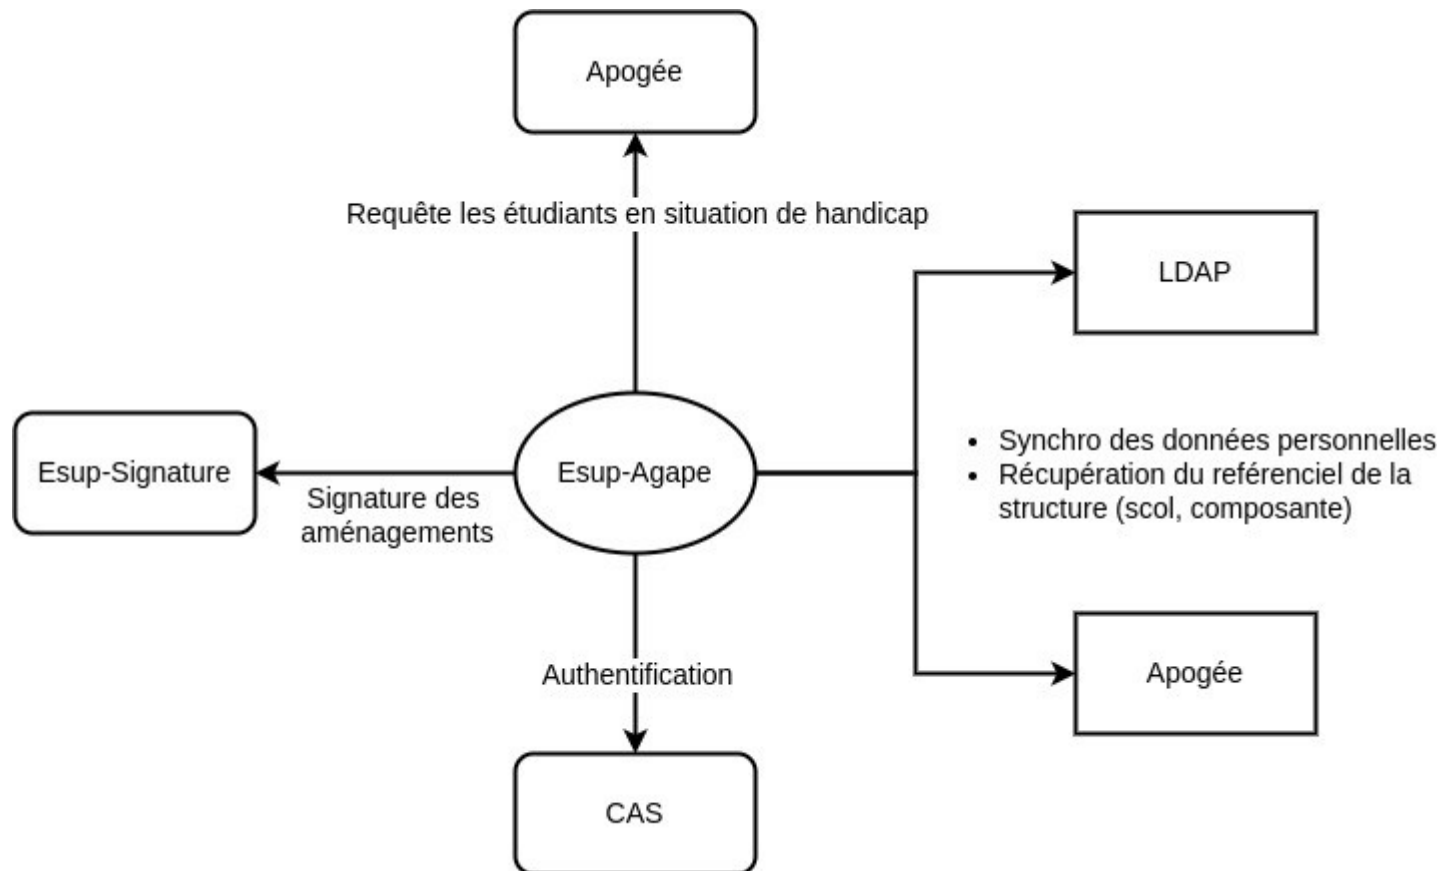 Apogée
Requête les étudiants en situation de handicap
LDAP
Esup-Signature
Signature des
aménagements
Esup-Agape
• Synchro des données personnelles
• Récupération du reférenciel de la
structure (scol, composante)
Authentification
Apogée
CAS